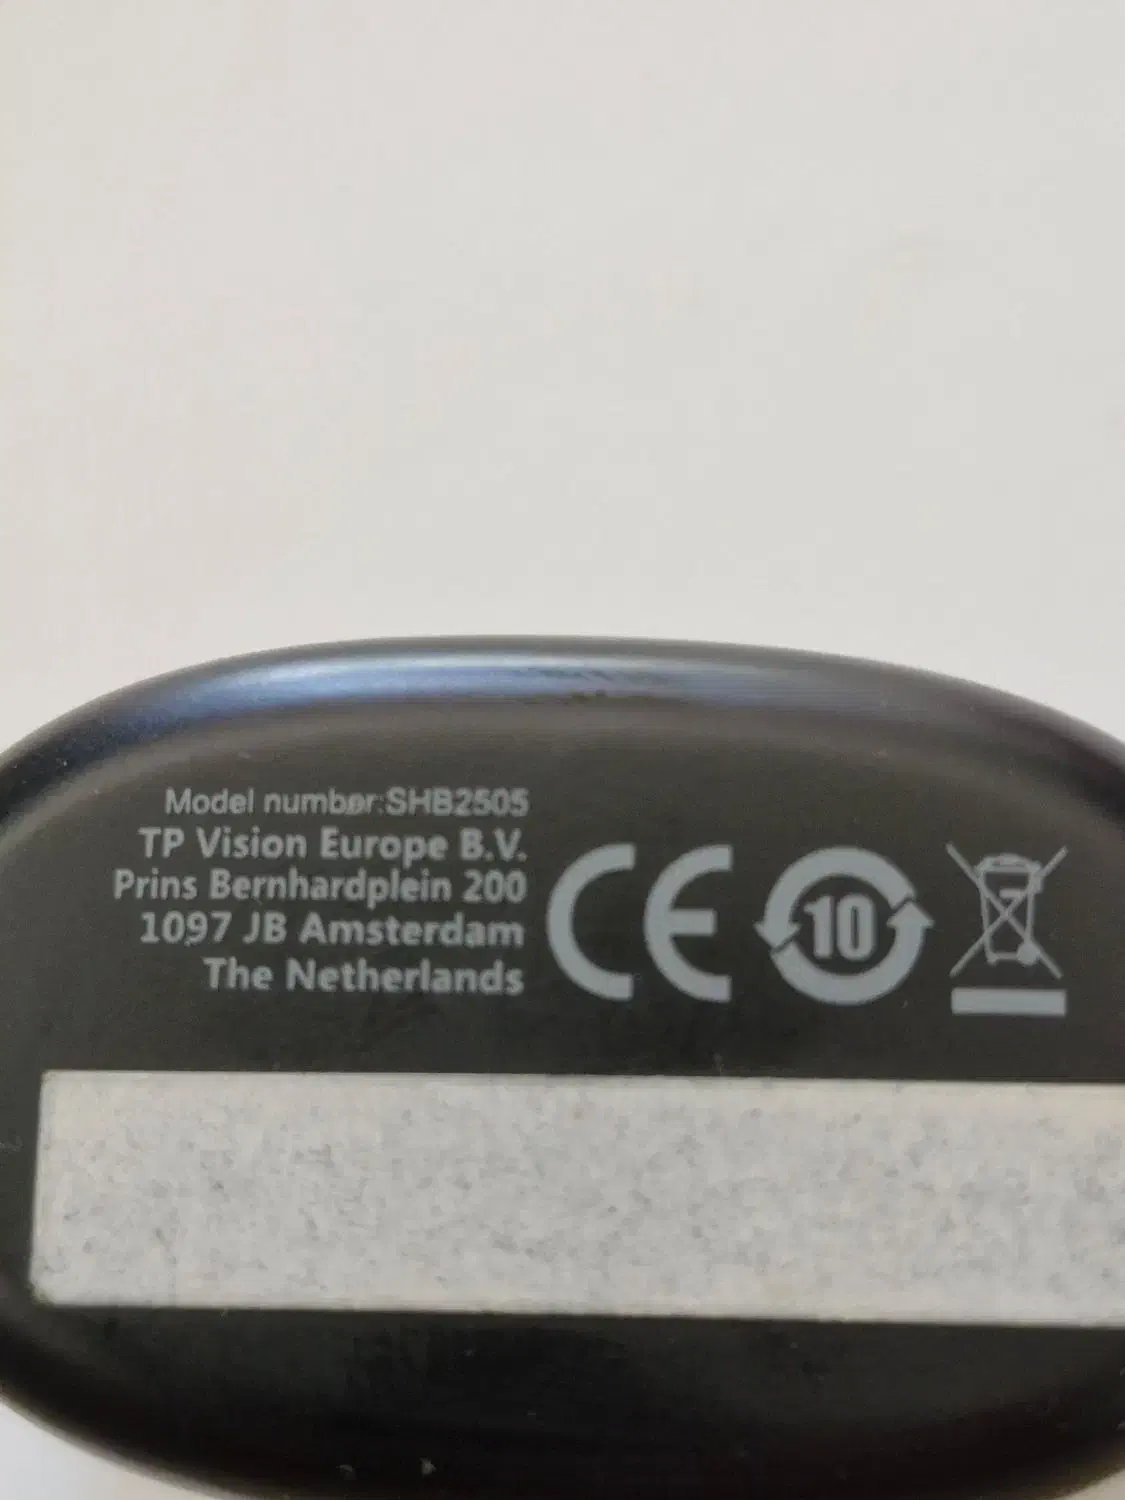 Model number:SHB2505
TP Vision Europe B.V.
Prins Bernhardplein 200
1097 JB Amsterdam
The Netherlands
CE
10